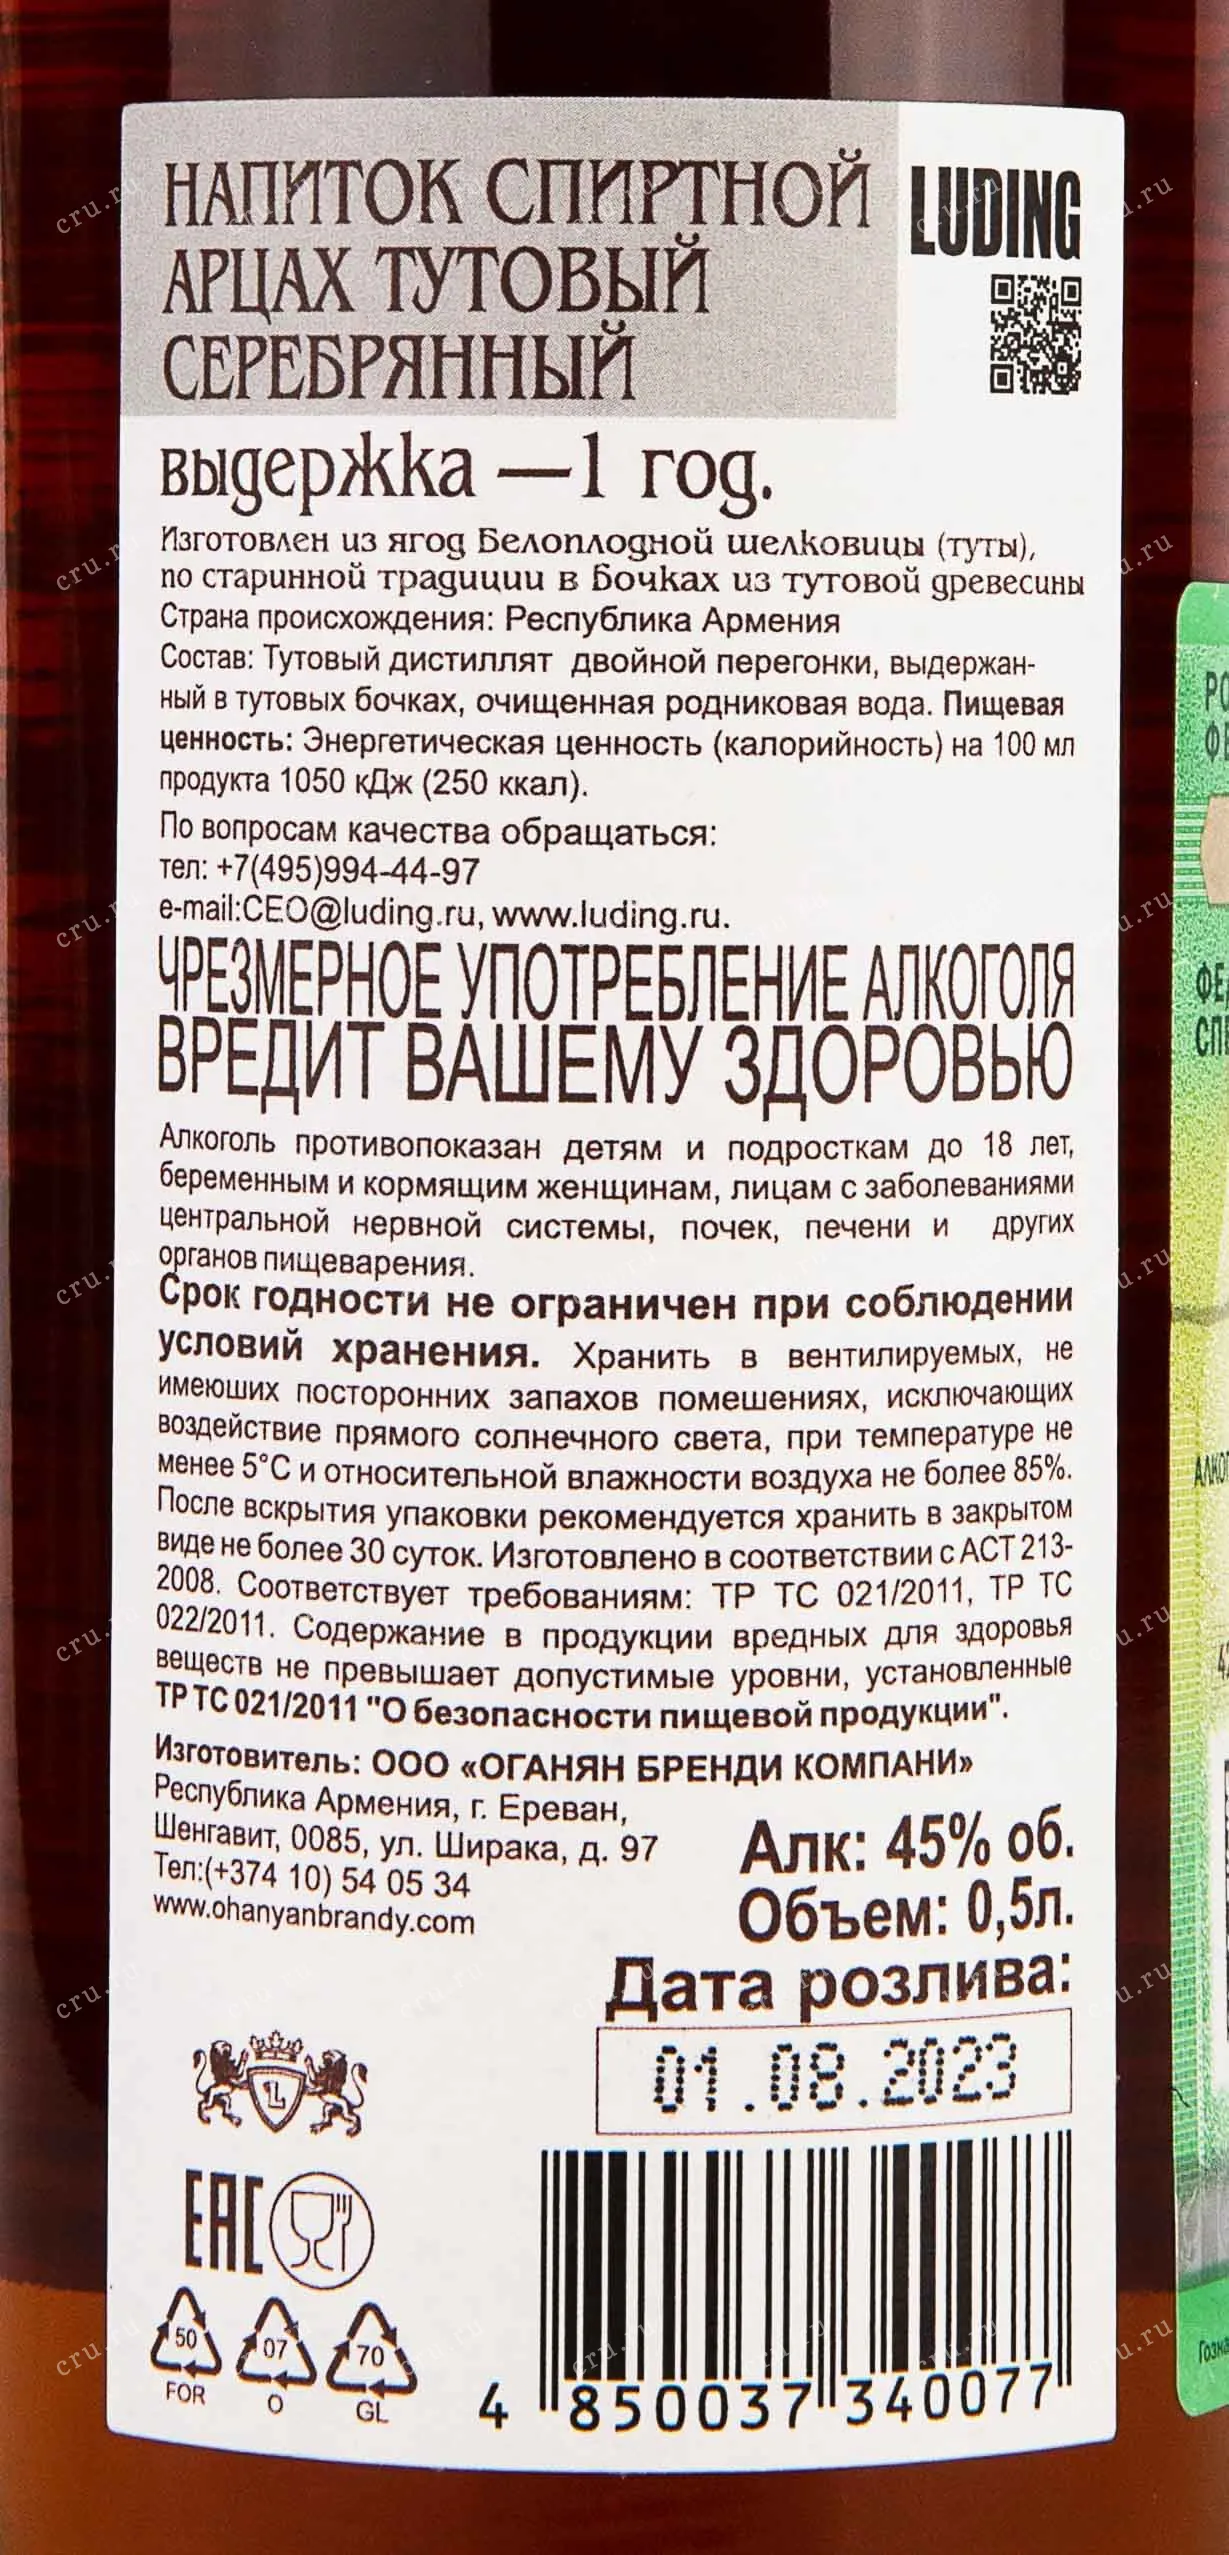 НАПИТОК СПИРТНОЙ
АРЦАХ ТУТОВЫЙ
СЕРЕБРЯННЫЙ
LUDING
выдержка —1 год.
Изготовлен из ягод белоплодной шелковицы (туты),
по старинной традиции в бочках из тутовой древесины
Страна происхождения: Республика Армения
Состав: Тутовый дистиллят двойной перегонки, выдержан-
ный в тутовых бочках, очищенная родниковая вода. Пищевая
ценность: Энергетическая ценность (калорийность) на 100 мл
продукта 1050 кДж (250 ккал).
По вопросам качества обращаться:
тел: +7(495)994-44-97
e-mail:CEO@luding.ru, www.luding.ru.
ЧРЕЗМЕРНОЕ УПОТРЕБЛЕНИЕ АЛКОГОЛЯ
ВРЕДИТ ВАШЕМУ ЗДОРОВЬЮ
Алкоголь противопоказан детям и подросткам до 18 лет,
беременным и кормящим женщинам, лицам с заболеваниями
центральной нервной системы, почек, печени и других
органов пищеварения.
Срок годности не ограничен при соблюдении
условий хранения. Хранить в вентилируемых, не
имеюших посторонних запахов помешениях, исключающих
воздействие прямого солнечного света, при температуре не
менее 5°С и относительной влажности воздуха не более 85%.
После вскрытия упаковки рекомендуется хранить в закрытом
виде не более 30 суток. Изготовлено в соответствии с АСТ 213-
2008. Соответствует требованиям: ТР ТС 021/2011, ТР ТС
022/2011. Содержание в продукции вредных для здоровья
веществ не превышает допустимые уровни, установленные
ТР ТС 021/2011 "О безопасности пищевой продукции".
Изготовитель: ООО «ОГАНЯН БРЕНДИ КОМПАНИ»
Республика Армения, г. Ереван,
Шенгавит, 0085, ул. Ширака, д. 97
Тел:(+374 10) 54 05 34
www.ohanyanbrandy.com
Алк: 45% об.
Объем: 0,5л.
Дата розлива:
01.08.2023
L
EAC
50
FOR
07
O
70
GL
4 850037 340077
cru.ru